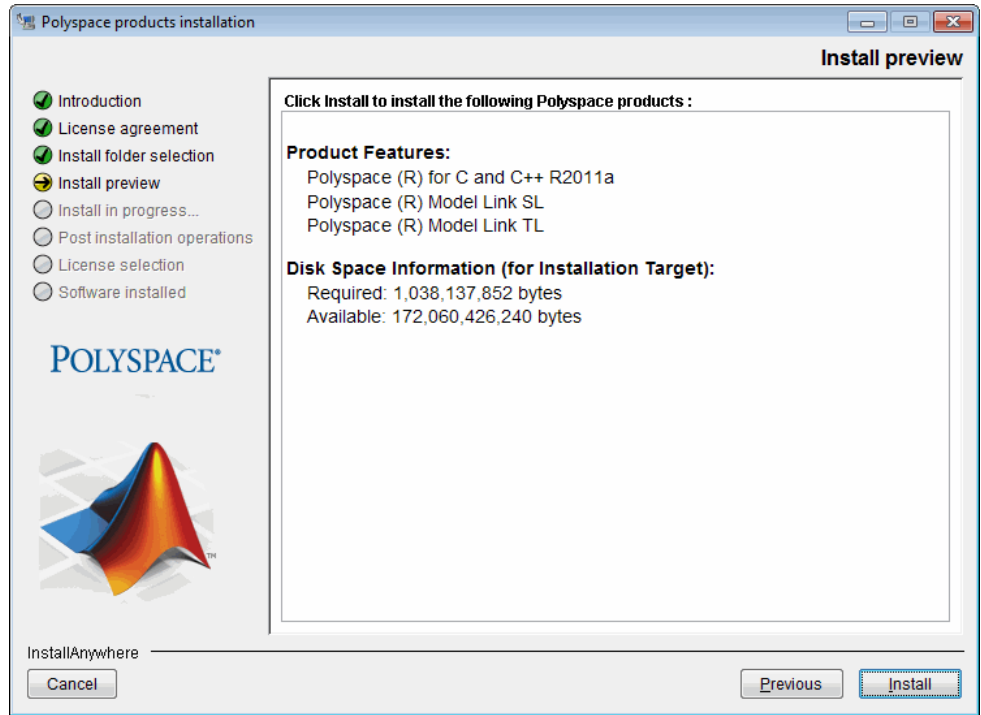 Polyspace products installation
Install preview
Introduction
License agreement
Install folder selection
Install preview
Install in progress...
Post installation operations
License selection
Software installed
POLYSPACE®
TM
Click Install to install the following Polyspace products :
Product Features:
Polyspace (R) for C and C++ R2011a
Polyspace (R) Model Link SL
Polyspace (R) Model Link TL
Disk Space Information (for Installation Target):
Required: 1,038,137,852 bytes
Available: 172,060,426,240 bytes
InstallAnywhere
Cancel
Previous
Install